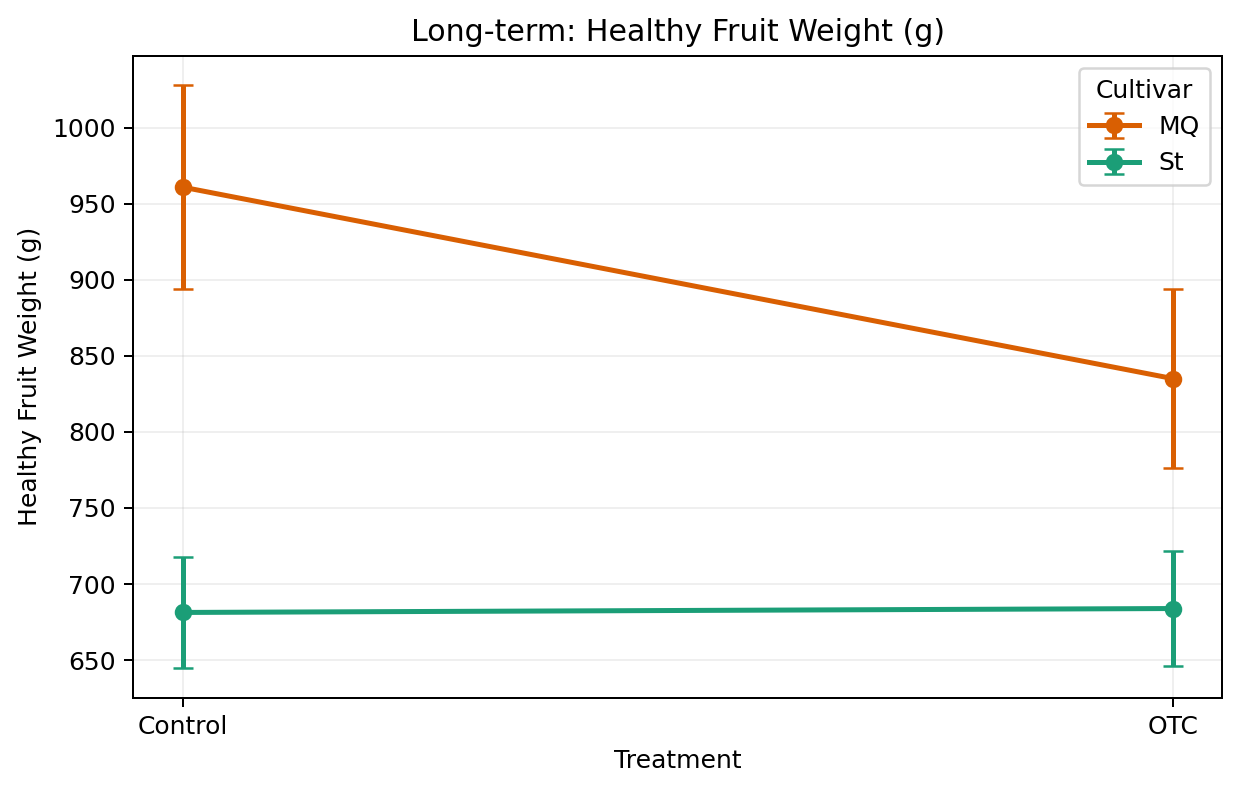 Long-term: Healthy Fruit Weight (g)
Cultivar
MQ
St
Healthy Fruit Weight (g)
1000
950
900
850
800
750
700
650
Control
OTC
Treatment